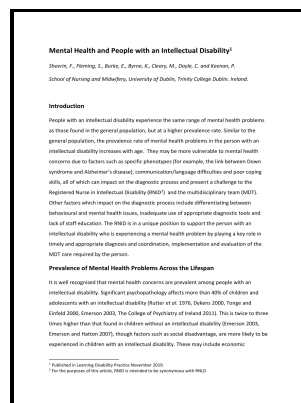 Mental Health and People with an Intellectual Disability¹
Sheerin, F., Fleming, S., Burke, E., Byrne, K., Cleary, M., Doyle, C. and Keenan, P.
School of Nursing and Midwifery, University of Dublin, Trinity College Dublin. Ireland.
Introduction
People with an intellectual disability experience the same range of mental health problems
as those found in the general population, but at a higher prevalence rate. Similar to the
general population, the prevalence rate of mental health problems in the person with an
intellectual disability increases with age. They may be more vulnerable to mental health
concerns due to factors such as specific phenotypes (for example, the link between Down
syndrome and Alzheimer's disease), communication/language difficulties and poor coping
skills, all of which can impact on the diagnostic process and present a challenge to the
Registered Nurse in Intellectual Disability (RNID²) and the multidisciplinary team (MDT).
Other factors which impact on the diagnostic process include differentiating between
behavioural and mental health issues, inadequate use of appropriate diagnostic tools and
lack of staff education. The RNID is in a unique position to support the person with an
intellectual disability who is experiencing a mental health problem by playing a key role in
timely and appropriate diagnosis and coordination, implementation and evaluation of the
MDT care required by the person.
Prevalence of Mental Health Problems Across the Lifespan
It is well recognised that mental health concerns are prevalent among people with an
intellectual disability. Significant psychopathology affects more than 40% of children and
adolescents with an intellectual disability (Rutter et al. 1976, Dykens 2000, Tonge and
Einfeld 2000, Emerson 2003, The College of Psychiatry of Ireland 2011). This is twice to three
times higher than that found in children without an intellectual disability (Emerson 2003,
Emerson and Hatton 2007), though factors such as social disadvantage, are more likely to be
experienced in children with an intellectual disability. These may include economic
¹ Published in Learning Disability Practice November 2019.
² For the purposes of this article, RNID is intended to be synonymous with RNLD